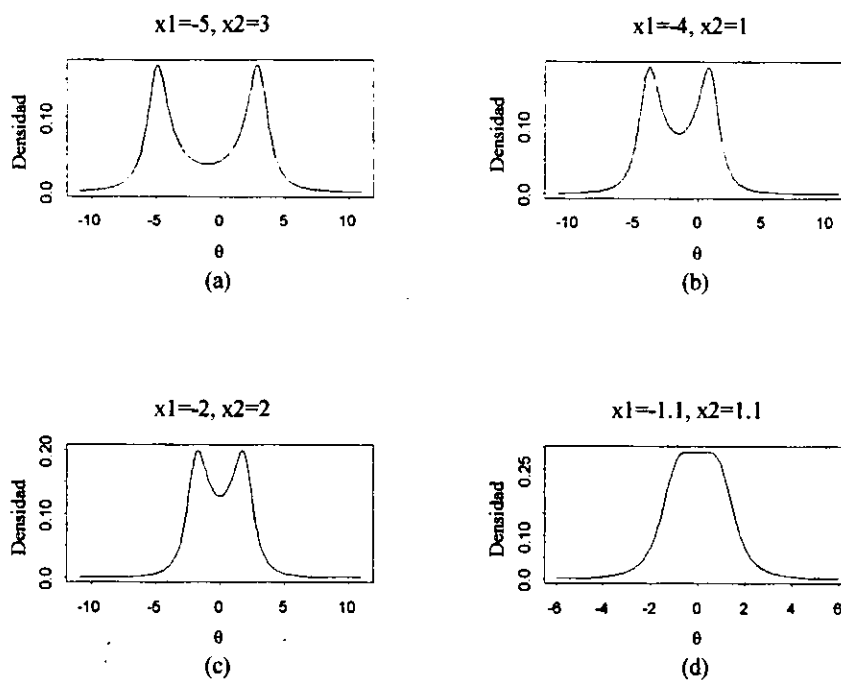 x1=-5, x2=3
Densidad
0.10
0.0
-10 -5 0 5 10
θ
(a)
x1=-4, x2=1
Densidad
0.10
0.0
-10 -5 0 5 10
θ
(b)
x1=-2, x2=2
Densidad
0.20
0.10
0.0
-10 -5 0 5 10
θ
(c)
x1=-1.1, x2=1.1
Densidad
0.25
0.10
0.0
-6 -4 -2 0 2 4 6
θ
(d)